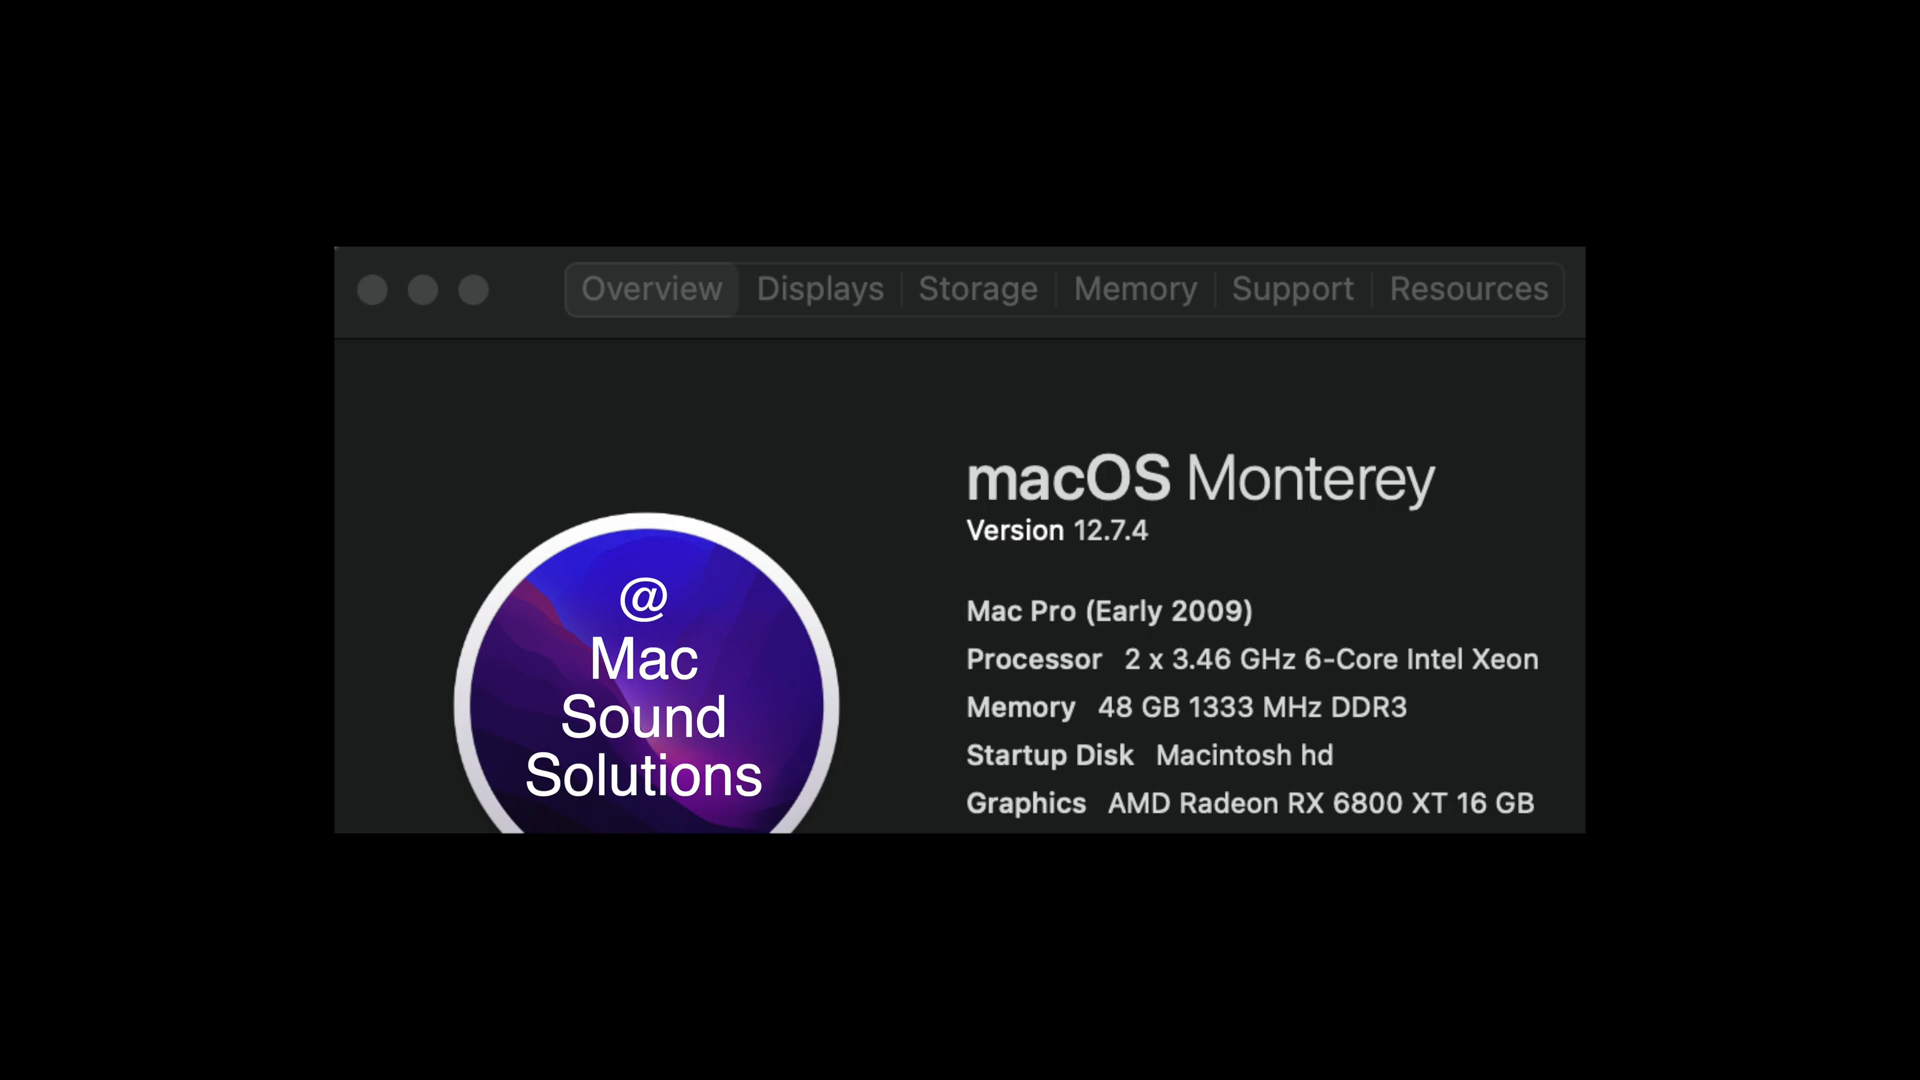 Overview Displays Storage Memory Support Resources
macOS Monterey
Version 12.7.4
Mac Pro (Early 2009)
Processor 2 x 3.46 GHz 6-Core Intel Xeon
Memory 48 GB 1333 MHz DDR3
Startup Disk Macintosh hd
Graphics AMD Radeon RX 6800 XT 16 GB
@
Mac
Sound
Solutions